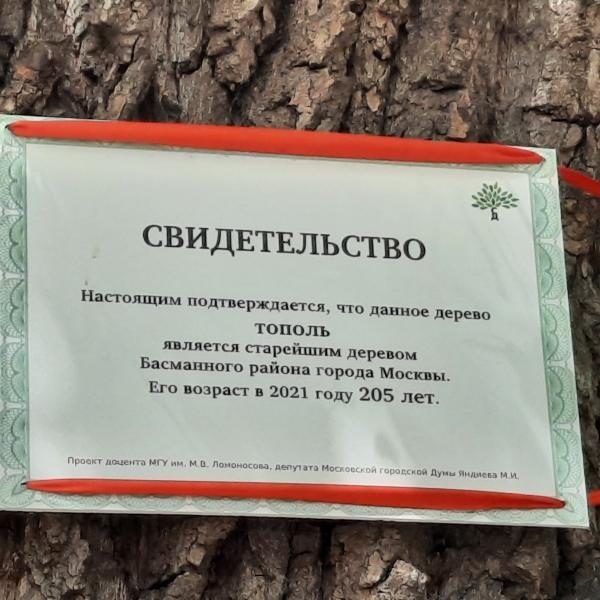 СВИДЕТЕЛЬСТВО
Настоящим подтверждается, что данное дерево
ТОПОЛЬ
является старейшим деревом
Басманного района города Москвы.
Его возраст в 2021 году 205 лет.
Проект доцента МГУ им. М.В. Ломоносова, депутата Московской городской Думы Яндиева М.И.